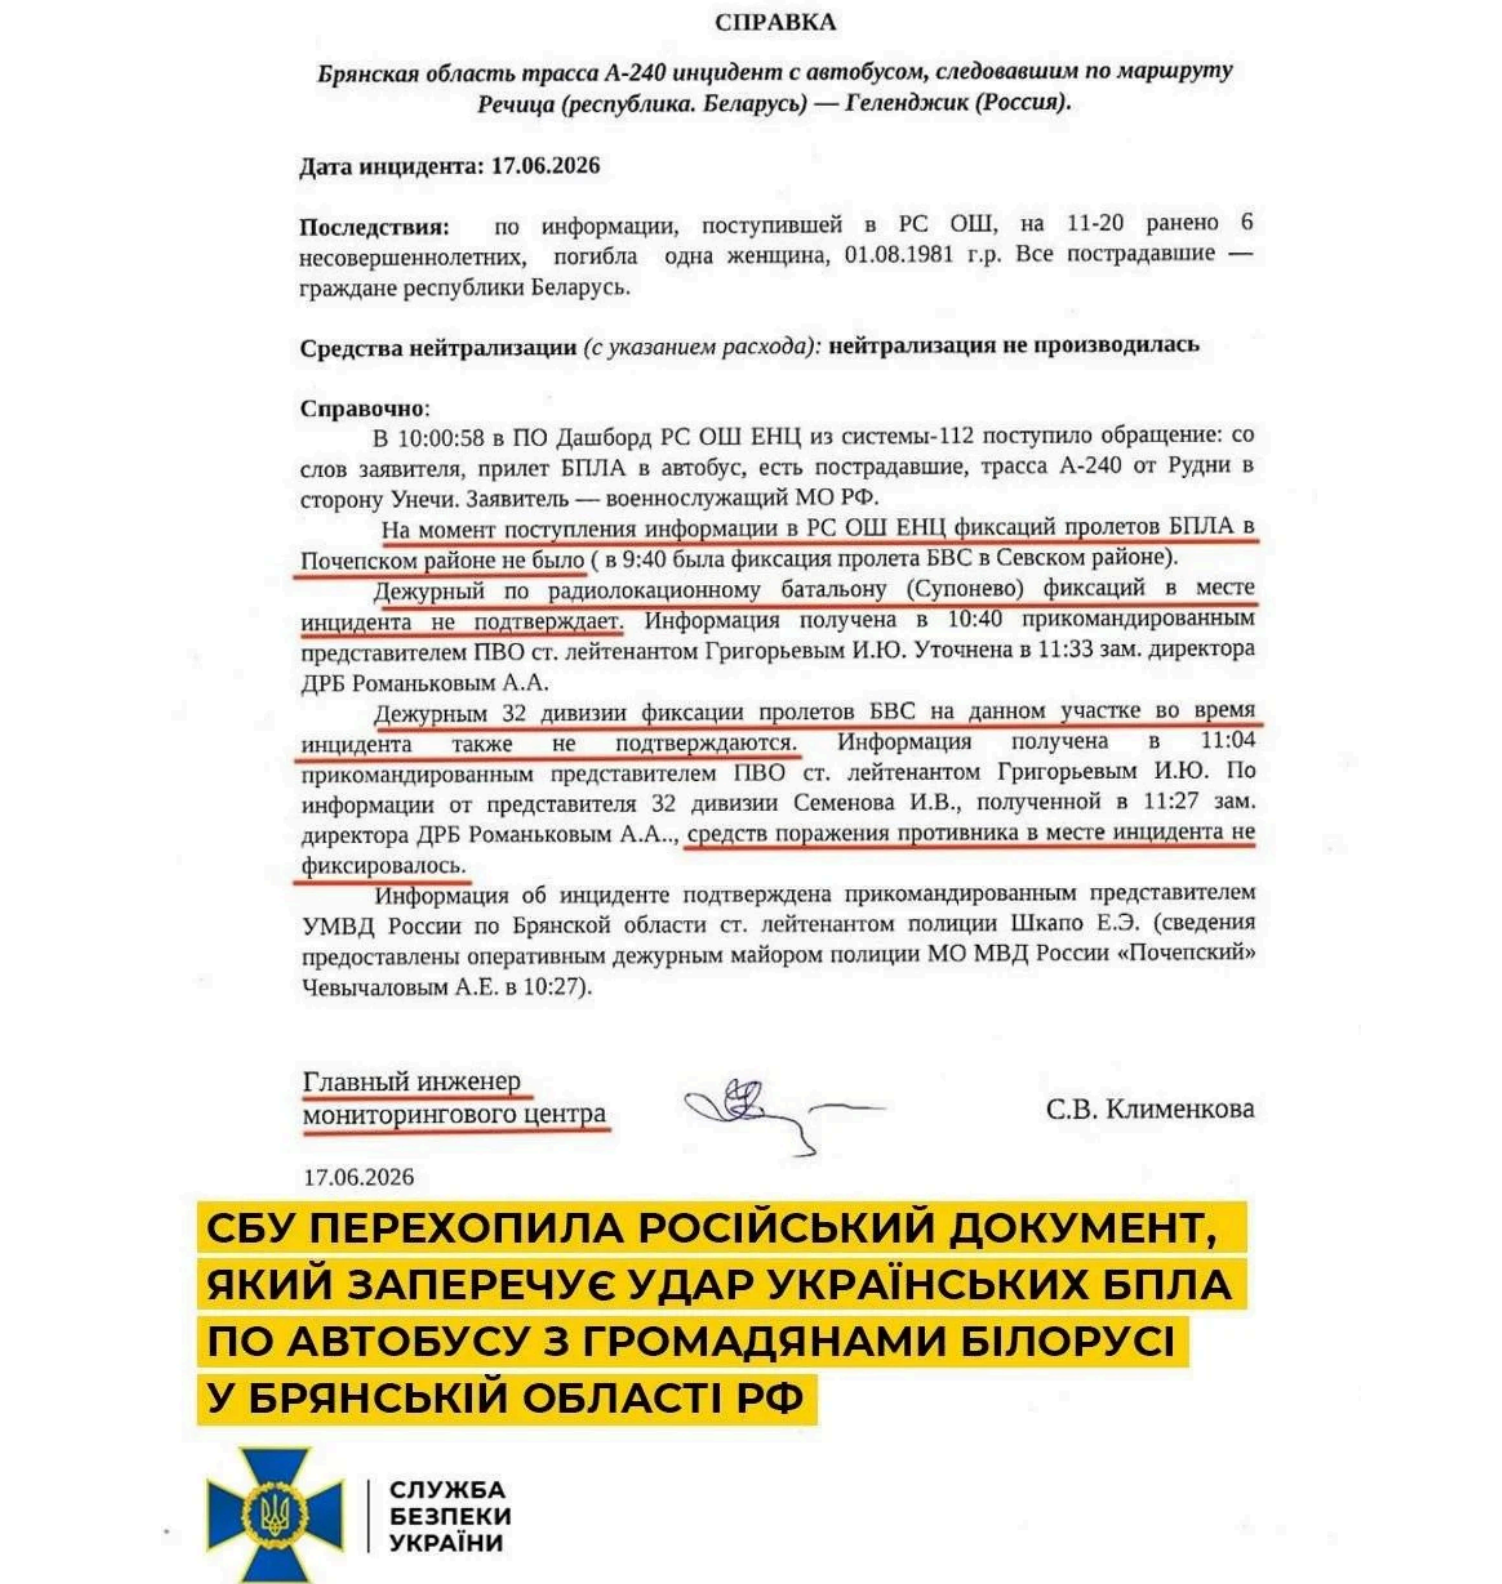 СПРАВКА
Брянская область трасса А-240 инцидент с автобусом, следовавшим по маршруту
Речица (республика. Беларусь) — Геленджик (Россия).
Дата инцидента: 17.06.2026
Последствия: по информации, поступившей в РС ОШ, на 11-20 ранено 6
несовершеннолетних, погибла одна женщина, 01.08.1981 г.р. Все пострадавшие —
граждане республики Беларусь.
Средства нейтрализации (с указанием расхода): нейтрализация не производилась
Справочно:
В 10:00:58 в ПО Дашборд РС ОШ ЕНЦ из системы-112 поступило обращение: со
слов заявителя, прилет БПЛА в автобус, есть пострадавшие, трасса А-240 от Рудни в
сторону Унечи. Заявитель — военнослужащий МО РФ.
На момент поступления информации в РС ОШ ЕНЦ фиксаций пролетов БПЛА в
Почепском районе не было ( в 9:40 была фиксация пролета БВС в Севском районе).
Дежурный по радиолокационному батальону (Супонево) фиксаций в месте
инцидента не подтверждает. Информация получена в 10:40 прикомандированным
представителем ПВО ст. лейтенантом Григорьевым И.Ю. Уточнена в 11:33 зам. директора
ДРБ Романьковым А.А.
Дежурным 32 дивизии фиксации пролетов БВС на данном участке во время
инцидента также не подтверждаются. Информация получена в 11:04
прикомандированным представителем ПВО ст. лейтенантом Григорьевым И.Ю. По
информации от представителя 32 дивизии Семенова И.В., полученной в 11:27 зам.
директора ДРБ Романьковым А.А.., средств поражения противника в месте инцидента не
фиксировалось.
Информация об инциденте подтверждена прикомандированным представителем
УМВД России по Брянской области ст. лейтенантом полиции Шкапо Е.Э. (сведения
предоставлены оперативным дежурным майором полиции МО МВД России «Почепский»
Чевычаловым А.Е. в 10:27).
Главный инженер
мониторингового центра
С.В. Клименкова
17.06.2026
СБУ ПЕРЕХОПИЛА РОСІЙСЬКИЙ ДОКУМЕНТ,
ЯКИЙ ЗАПЕРЕЧУЄ УДАР УКРАЇНСЬКИХ БПЛА
ПО АВТОБУСУ З ГРОМАДЯНАМИ БІЛОРУСІ
У БРЯНСЬКІЙ ОБЛАСТІ РФ
СЛУЖБА
БЕЗПЕКИ
УКРАЇНИ